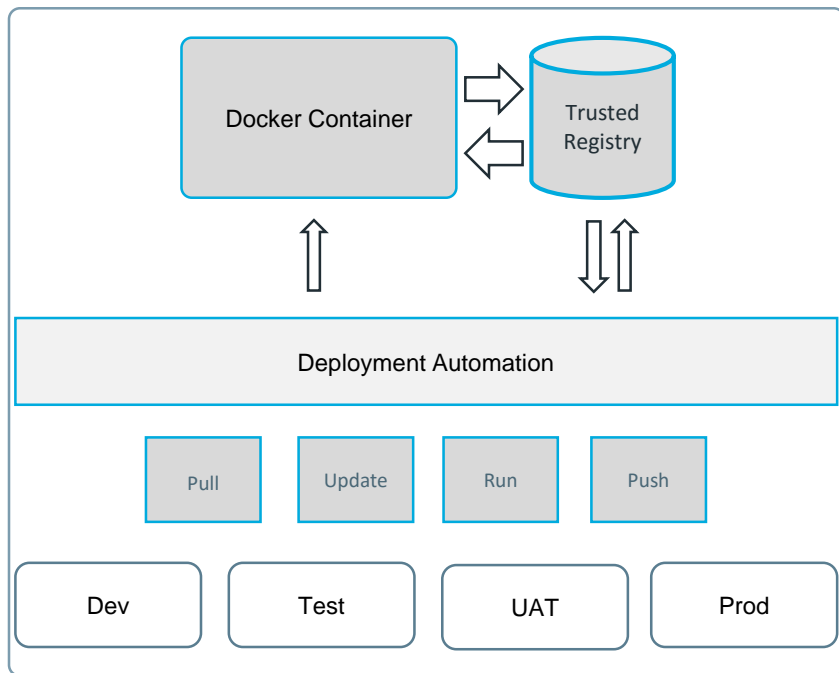 Docker Container
Trusted
Registry
Deployment Automation
Pull
Update
Run
Push
Dev
Test
UAT
Prod